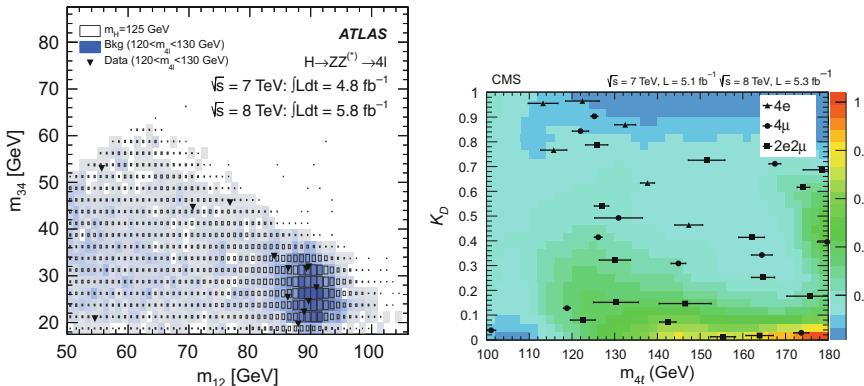 ATLAS
m_H=125 GeV
Bkg (120<m_4l<130 GeV)
Data (120<m_4l<130 GeV)
H→ZZ^(*)→4l
√s = 7 TeV: ∫Ldt = 4.8 fb⁻¹
√s = 8 TeV: ∫Ldt = 5.8 fb⁻¹
m_34 [GeV]
80
70
60
50
40
30
20
50 60 70 80 90 100
m_12 [GeV]
CMS √s = 7 TeV, L = 5.1 fb⁻¹ √s = 8 TeV, L = 5.3 fb⁻¹
4e
4μ
2e2μ
K_D
1
0.9
0.8
0.7
0.6
0.5
0.4
0.3
0.2
0.1
0
100 110 120 130 140 150 160 170 180
m_4ℓ (GeV)
1
0.
0.
0.
0.
0